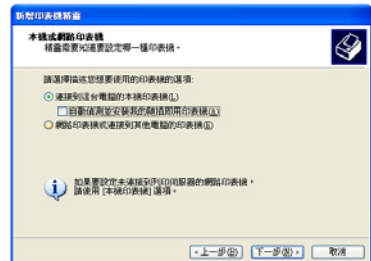 新增印表機精靈
本機或網路印表機
精靈需要知道要設定哪一種印表機。
請選擇描述您想要使用的印表機的選項:
連接到這台電腦的本機印表機(L)
自動偵測並安裝我的隨插即用印表機(A)
網路印表機或連接到其他電腦的印表機(E)
如果要設定未連接到列印伺服器的網路印表機，
請使用 [本機印表機] 選項。
< 上一步(B)
下一步(N) >
取消